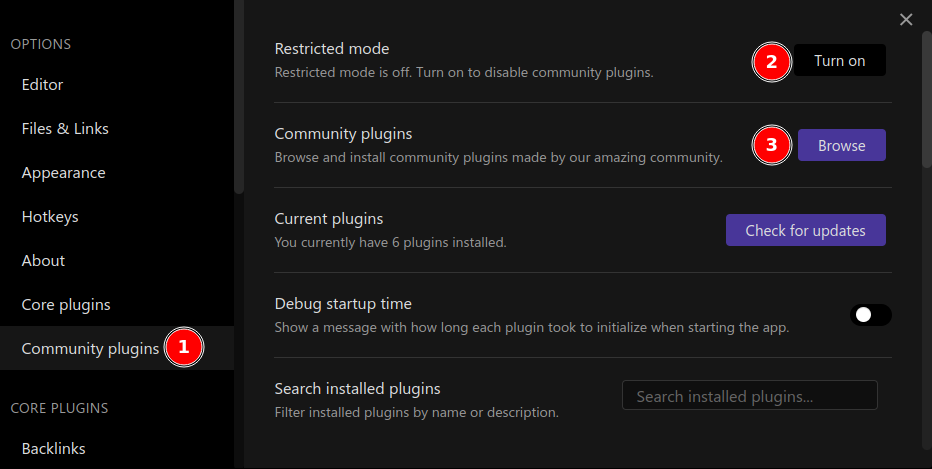 OPTIONS
Editor
Files & Links
Appearance
Hotkeys
About
Core plugins
Community plugins 1
CORE PLUGINS
Backlinks
Restricted mode
Restricted mode is off. Turn on to disable community plugins.
2 Turn on
Community plugins
Browse and install community plugins made by our amazing community.
3 Browse
Current plugins
You currently have 6 plugins installed.
Check for updates
Debug startup time
Show a message with how long each plugin took to initialize when starting the app.
Search installed plugins
Filter installed plugins by name or description.
Search installed plugins...